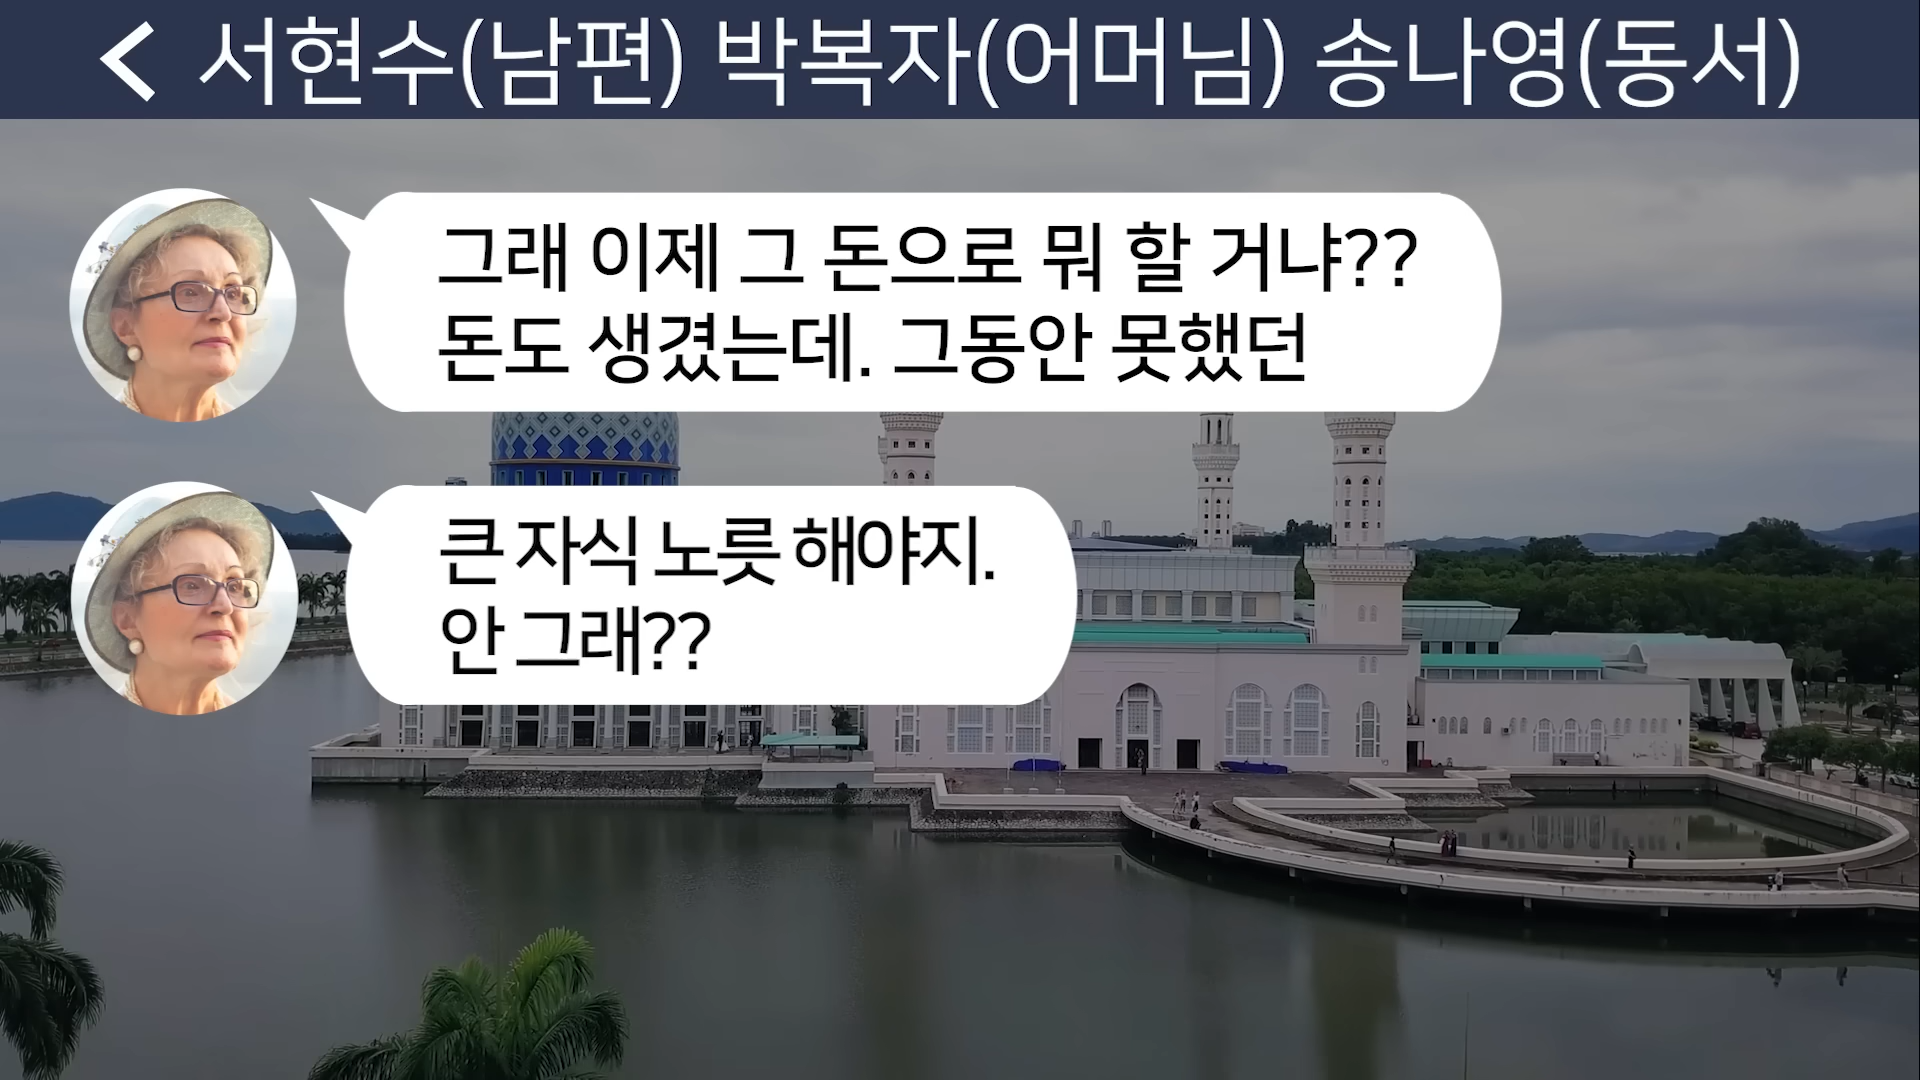 서현수(남편) 박복자(어머님) 송나영(동서)
그래 이제 그 돈으로 뭐 할 거냐??
돈도 생겼는데. 그동안 못했던
큰 자식 노릇 해야지.
안 그래??